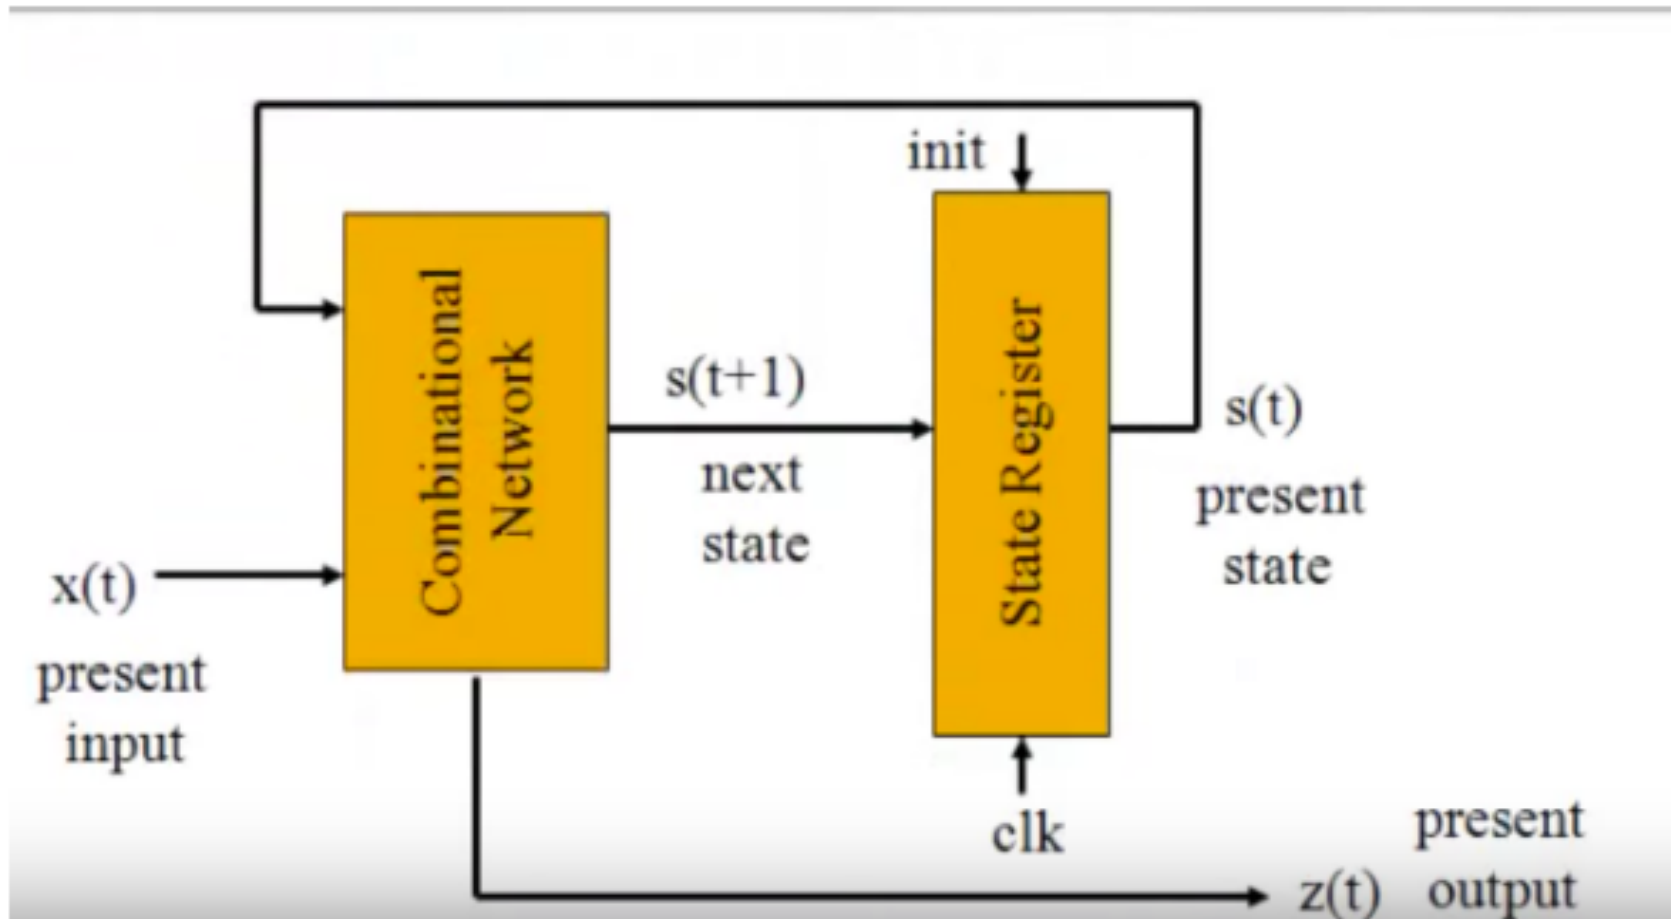 init
Combinational
Network
s(t+1)
next
state
State Register
s(t)
present
state
x(t)
present
input
clk
z(t)
present
output